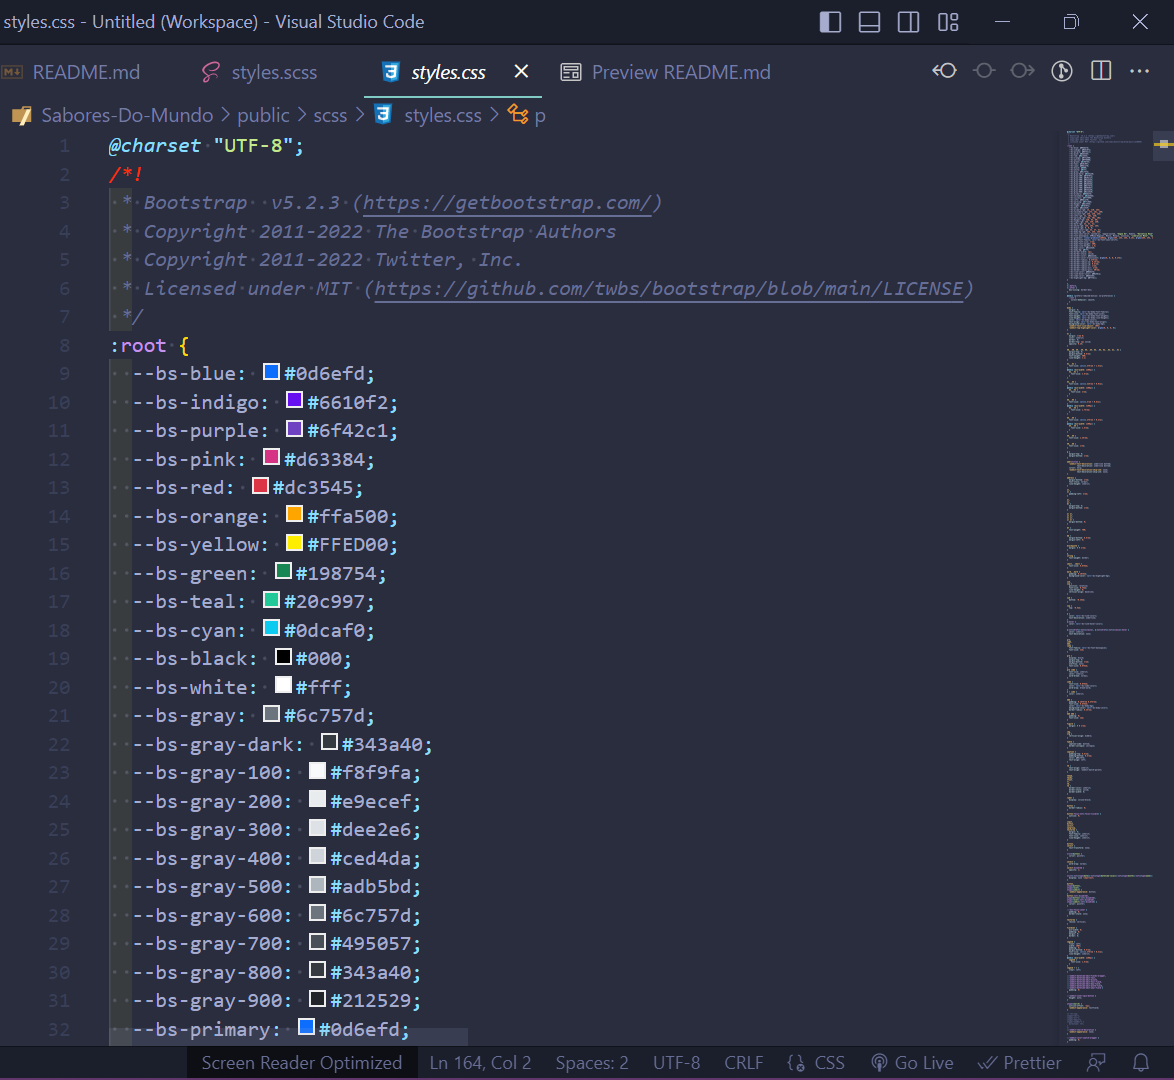 styles.css - Untitled (Workspace) - Visual Studio Code
README.md styles.scss styles.css Preview README.md
Sabores-Do-Mundo > public > scss > styles.css > p
1 @charset "UTF-8";
2 /*!
3 * Bootstrap  v5.2.3 (https://getbootstrap.com/)
4 * Copyright 2011-2022 The Bootstrap Authors
5 * Copyright 2011-2022 Twitter, Inc.
6 * Licensed under MIT (https://github.com/twbs/bootstrap/blob/main/LICENSE)
7 */
8 :root {
9 --bs-blue: #0d6efd;
10 --bs-indigo: #6610f2;
11 --bs-purple: #6f42c1;
12 --bs-pink: #d63384;
13 --bs-red: #dc3545;
14 --bs-orange: #ffa500;
15 --bs-yellow: #FFED00;
16 --bs-green: #198754;
17 --bs-teal: #20c997;
18 --bs-cyan: #0dcaf0;
19 --bs-black: #000;
20 --bs-white: #fff;
21 --bs-gray: #6c757d;
22 --bs-gray-dark: #343a40;
23 --bs-gray-100: #f8f9fa;
24 --bs-gray-200: #e9ecef;
25 --bs-gray-300: #dee2e6;
26 --bs-gray-400: #ced4da;
27 --bs-gray-500: #adb5bd;
28 --bs-gray-600: #6c757d;
29 --bs-gray-700: #495057;
30 --bs-gray-800: #343a40;
31 --bs-gray-900: #212529;
32 --bs-primary: #0d6efd;
Screen Reader Optimized Ln 164, Col 2 Spaces: 2 UTF-8 CRLF CSS Go Live Prettier